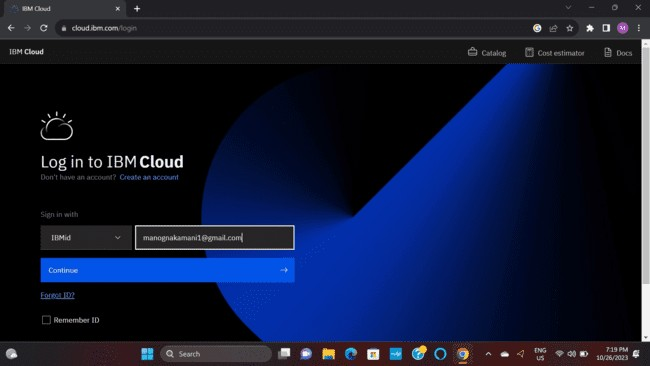 IBM Cloud
cloud.ibm.com/login
M
IBM Cloud
Catalog
Cost estimator
Docs
Log in to IBM Cloud
Don't have an account? Create an account
Sign in with
IBMid
manognakamani1@gmail.com
Continue
Forgot ID?
Remember ID
Search
ENG
US
7:19 PM
10/26/2023